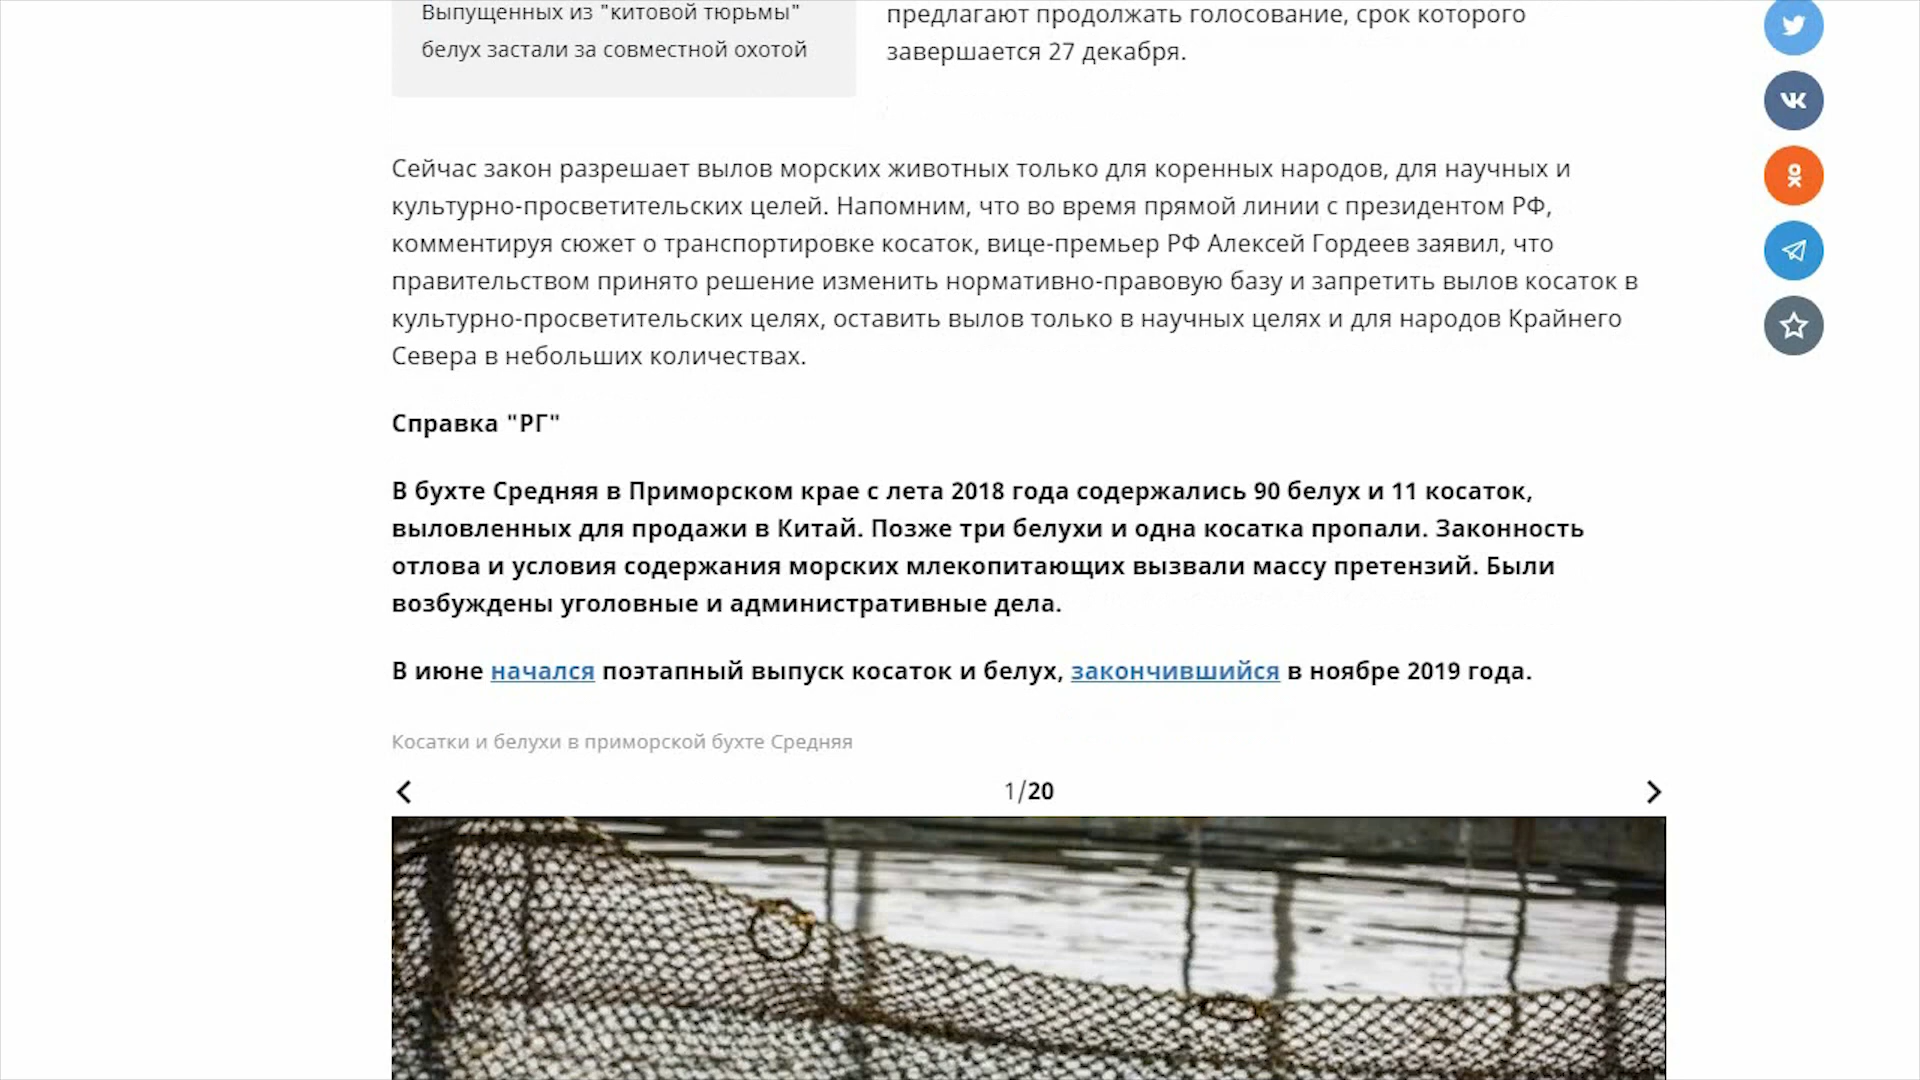 Выпущенных из "китовой тюрьмы"
белух застали за совместной охотой
предлагают продолжать голосование, срок которого
завершается 27 декабря.
Сейчас закон разрешает вылов морских животных только для коренных народов, для научных и
культурно-просветительских целей. Напомним, что во время прямой линии с президентом РФ,
комментируя сюжет о транспортировке косаток, вице-премьер РФ Алексей Гордеев заявил, что
правительством принято решение изменить нормативно-правовую базу и запретить вылов косаток в
культурно-просветительских целях, оставить вылов только в научных целях и для народов Крайнего
Севера в небольших количествах.
Справка "РГ"
В бухте Средняя в Приморском крае с лета 2018 года содержались 90 белух и 11 косаток,
выловленных для продажи в Китай. Позже три белухи и одна косатка пропали. Законность
отлова и условия содержания морских млекопитающих вызвали массу претензий. Были
возбуждены уголовные и административные дела.
В июне начался поэтапный выпуск косаток и белух, закончившийся в ноябре 2019 года.
Косатки и белухи в приморской бухте Средняя
1/20